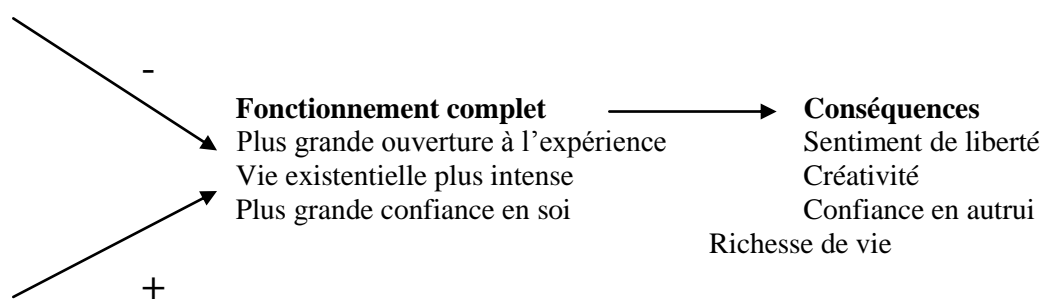 -
Fonctionnement complet Conséquences
Plus grande ouverture à l’expérience Sentiment de liberté
Vie existentielle plus intense Créativité
Plus grande confiance en soi Confiance en autrui
Richesse de vie
+